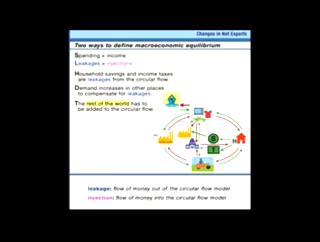 Changes in Net Exports
Two ways to define macroeconomic equilibrium
Spending = income
Leakages = injections
Household savings and income taxes
are leakages from the circular flow.
Demand increases in other places
to compensate for leakages.
The rest of the world has to
be added to the circular flow.
S
T
leakage: flow of money out of the circular flow model
injection: flow of money into the circular flow model